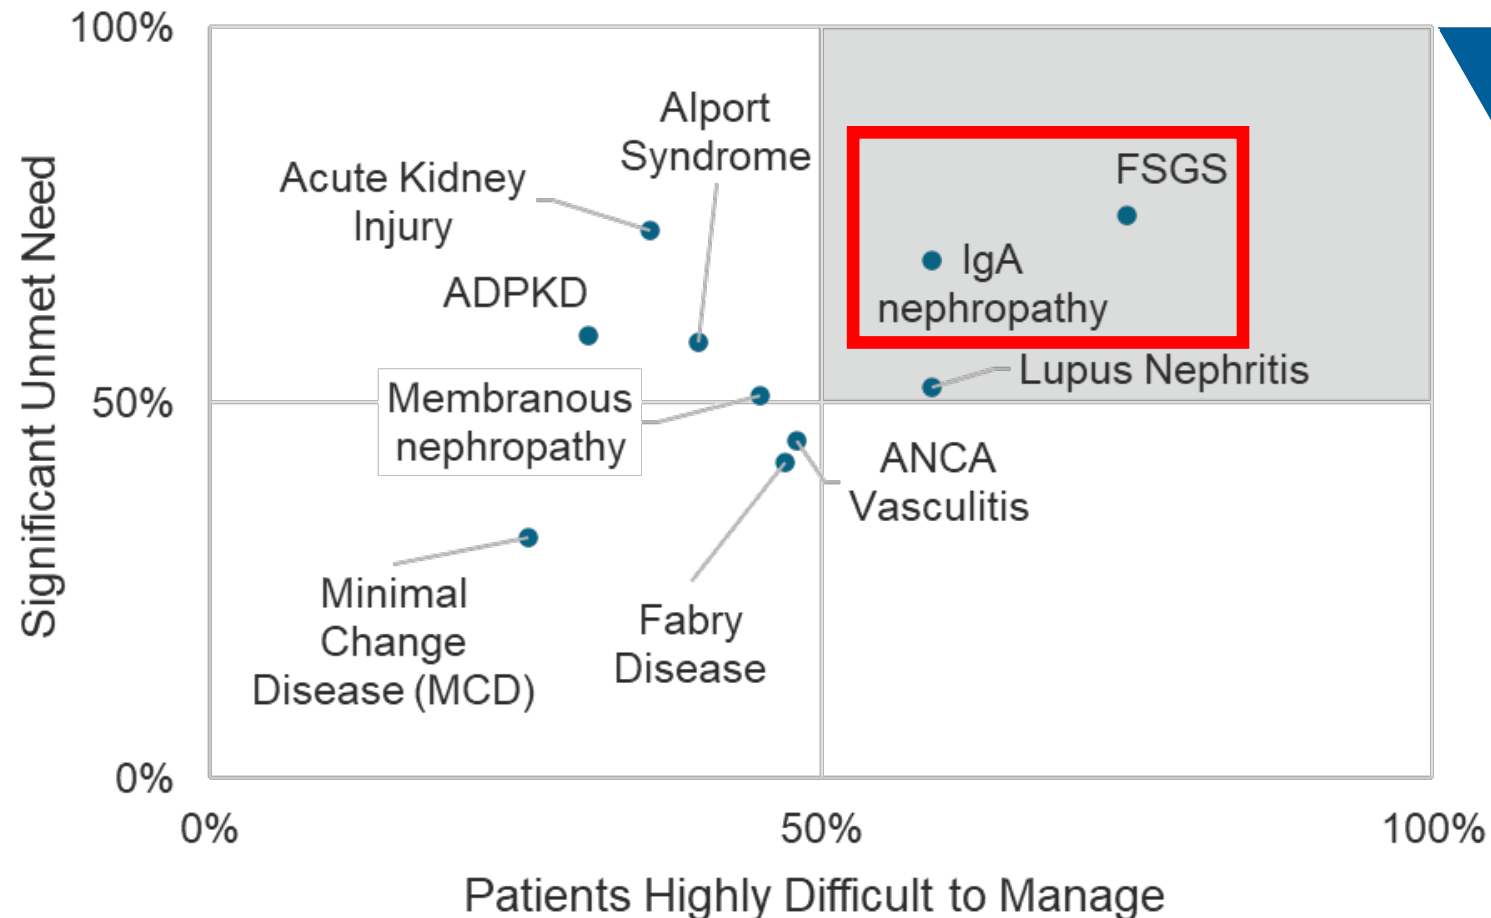 100%
Alport
Syndrome
Acute Kidney
Injury
FSGS
IgA
nephropathy
ADPKD
Significant Unmet Need
Lupus Nephritis
50%
Membranous
nephropathy
ANCA
Vasculitis
Minimal
Change
Disease (MCD)
Fabry
Disease
0%
0%
50%
100%
Patients Highly Difficult to Manage